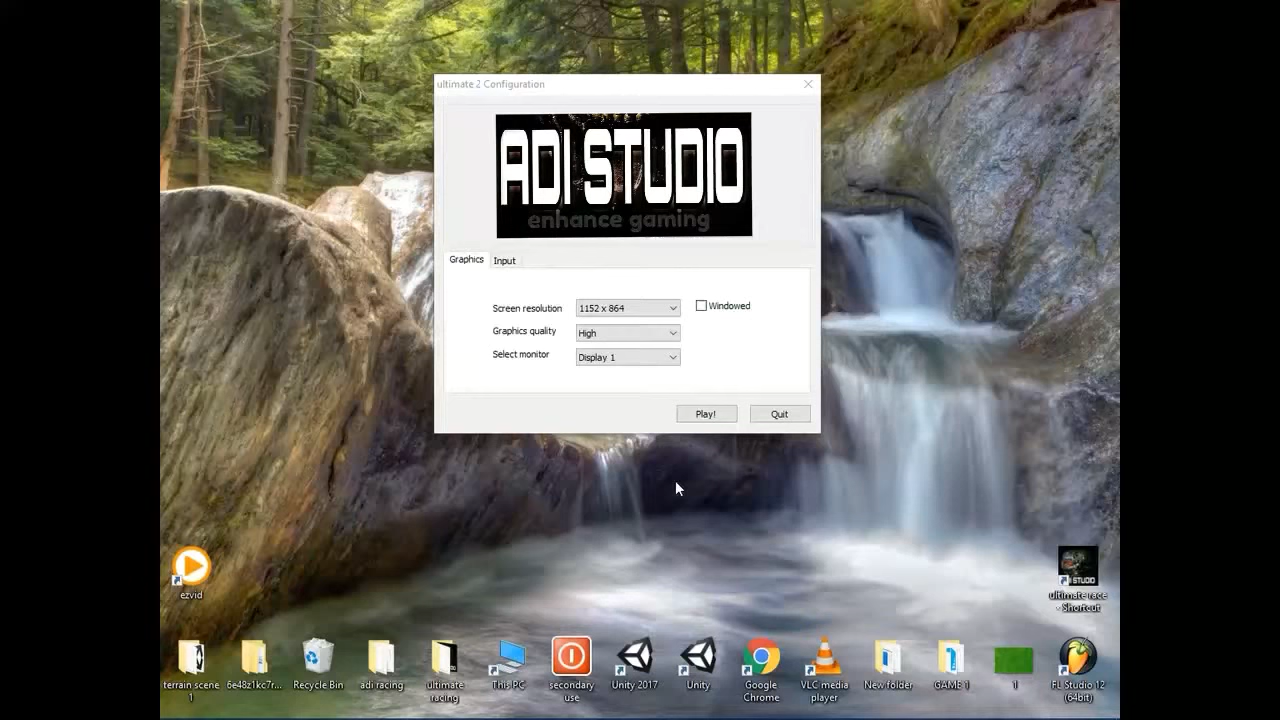 ultimate 2 Configuration
ADI STUDIO
enhance gaming
Graphics
Input
Screen resolution
1152 x 864
Windowed
Graphics quality
High
Select monitor
Display 1
Play!
Quit
ezvid
STUDIO
ultimate race
- Shortcut
terrain scene
1
6e48z1kc7r...
Recycle Bin
adi racing
ultimate
racing
This PC
secondary
use
Unity 2017
Unity
Google
Chrome
VLC media
player
New folder
GAME 1
1
FL Studio 12
(64bit)